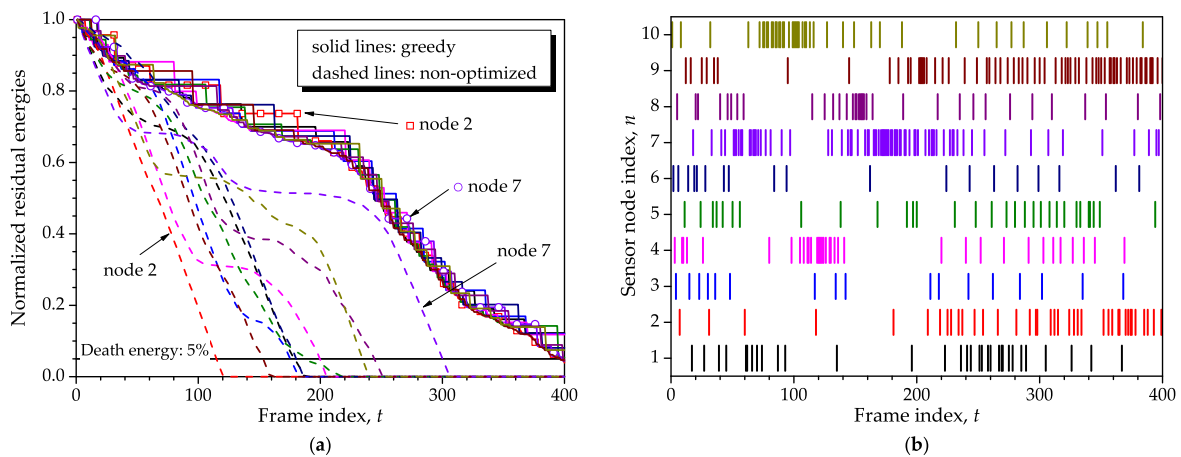 1.0
0.8
0.6
0.4
0.2
0.0
Normalized residual energies
solid lines: greedy
dashed lines: non-optimized
node 2
node 7
node 2
node 7
Death energy: 5%
0
100
200
300
400
Frame index, t
(a)
10
9
8
7
6
5
4
3
2
1
Sensor node index, n
0
100
200
300
400
Frame index, t
(b)